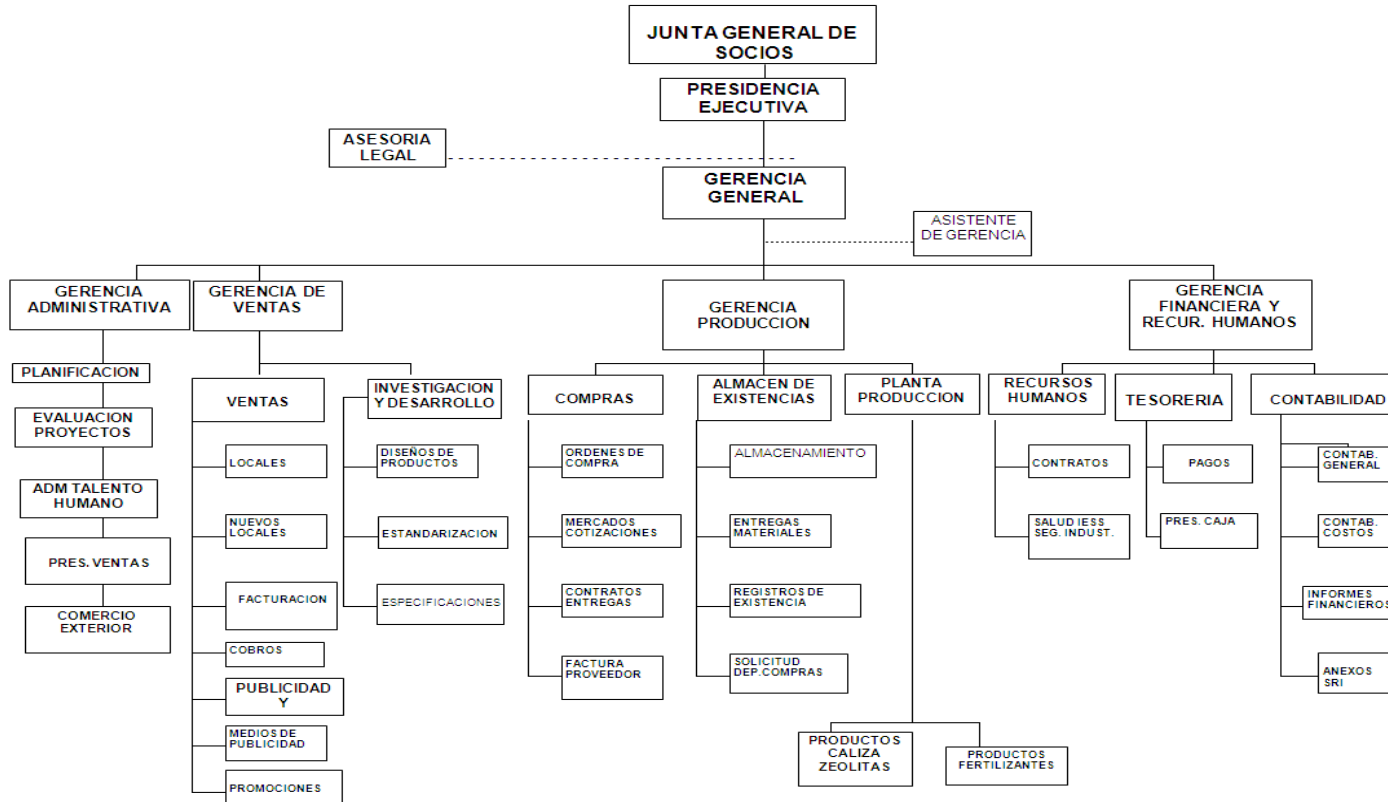 JUNTA GENERAL DE
SOCIOS
PRESIDENCIA
EJECUTIVA
ASESORIA
LEGAL
GERENCIA
GENERAL
ASISTENTE
DE GERENCIA
GERENCIA
ADMINISTRATIVA
GERENCIA DE
VENTAS
GERENCIA
PRODUCCION
GERENCIA
FINANCIERA Y
RECUR. HUMANOS
PLANIFICACION
EVALUACION
PROYECTOS
ADM TALENTO
HUMANO
PRES. VENTAS
COMERCIO
EXTERIOR
VENTAS
LOCALES
NUEVOS
LOCALES
FACTURACION
COBROS
PUBLICIDAD
Y
MEDIOS DE
PUBLICIDAD
PROMOCIONES
INVESTIGACION
Y DESARROLLO
DISEÑOS DE
PRODUCTOS
ESTANDARIZACION
ESPECIFICACIONES
COMPRAS
ORDENES DE
COMPRA
MERCADOS
COTIZACIONES
CONTRATOS
ENTREGAS
FACTURA
PROVEEDOR
ALMACEN DE
EXISTENCIAS
ALMACENAMIENTO
ENTREGAS
MATERIALES
REGISTROS DE
EXISTENCIA
SOLICITUD
DEP.COMPRAS
PLANTA
PRODUCCION
PRODUCTOS
CALIZA
ZEOLITAS
PRODUCTOS
FERTILIZANTES
RECURSOS
HUMANOS
CONTRATOS
SALUD IESS
SEG. INDUST.
TESORERIA
PAGOS
PRES. CAJA
CONTABILIDAD
CONTAB.
GENERAL
CONTAB.
COSTOS
INFORMES
FINANCIEROS
ANEXOS
SRI